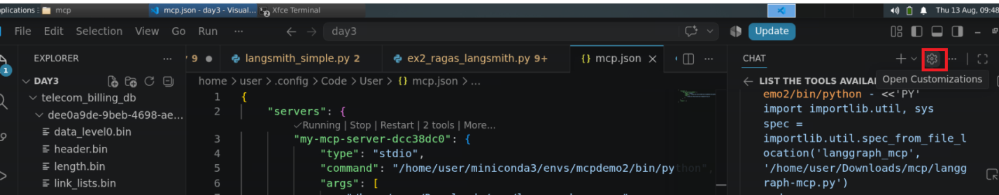 plications : mcp mcp.json - day3 - Visual... Xfce Terminal Thu 13 Aug, 09:48
File Edit Selection View Go Run ··· ← → day3 Update
EXPLORER ···
1
DAY3
telecom_billing_db
dee0a9de-9beb-4698-ae...
data_level0.bin
header.bin
length.bin
link_lists.bin
9 langsmith_simple.py 2 ex2_ragas_langsmith.py 9+ {} mcp.json ···
home > user > .config > Code > User > {} mcp.json > ...
1 {
2 "servers": {
✓Running | Stop | Restart | 2 tools | More...
3 "my-mcp-server-dcc38dc0": {
4 "type": "stdio",
5 "command": "/home/user/miniconda3/envs/mcpdemo2/bin/python",
6 "args": [
CHAT
Open Customizations
← LIST THE TOOLS AVAILA
emo2/bin/python - <<'PY'
import importlib.util, sys
spec =
importlib.util.spec_from_file_l
ocation('langgraph_mcp',
'/home/user/Downloads/mcp/langg
raph-mcp.py')